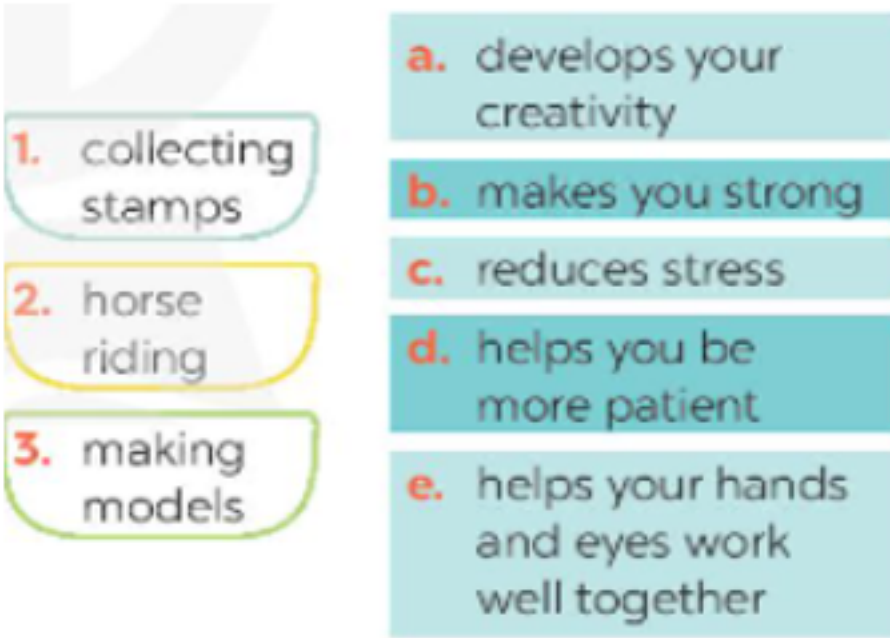 1. collecting
stamps
2. horse
riding
3. making
models
a. develops your
creativity
b. makes you strong
c. reduces stress
d. helps you be
more patient
e. helps your hands
and eyes work
well together